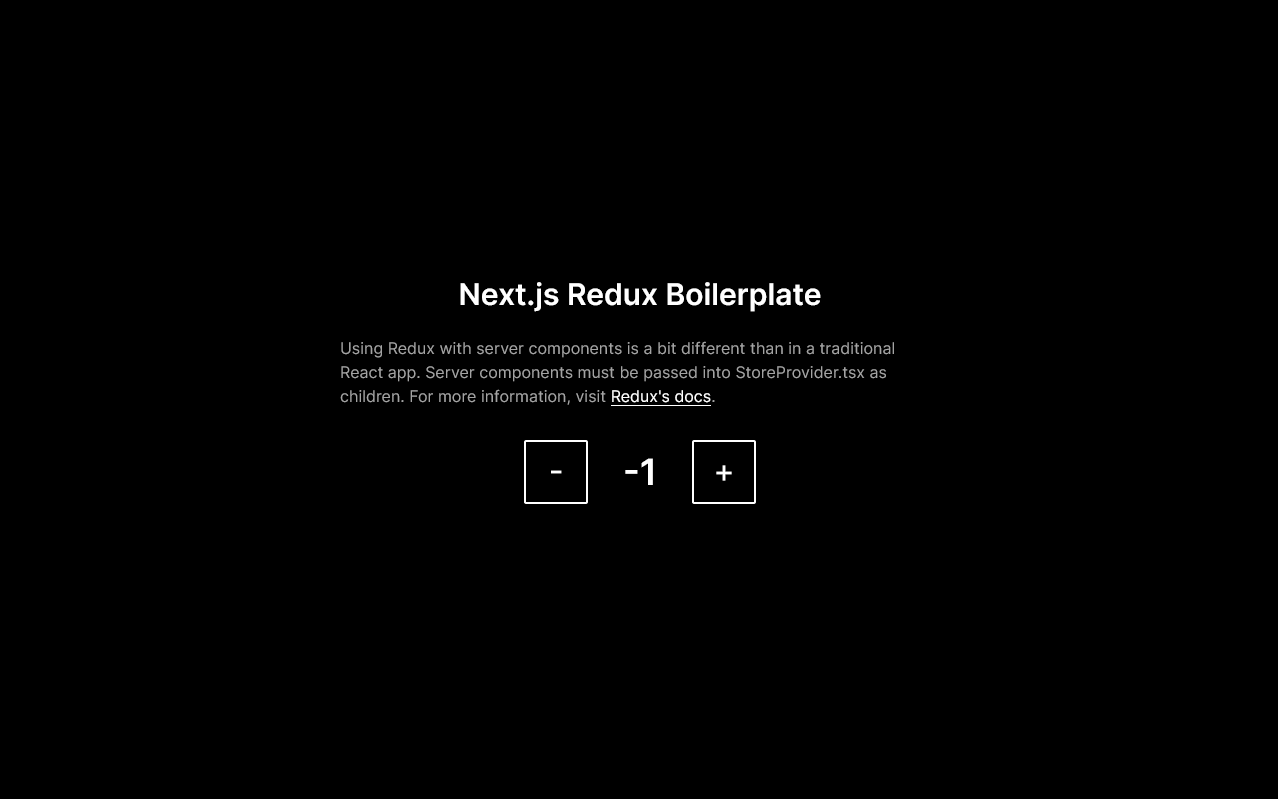 Next.js Redux Boilerplate
Using Redux with server components is a bit different than in a traditional
React app. Server components must be passed into StoreProvider.tsx as
children. For more information, visit Redux's docs.
- -1 +